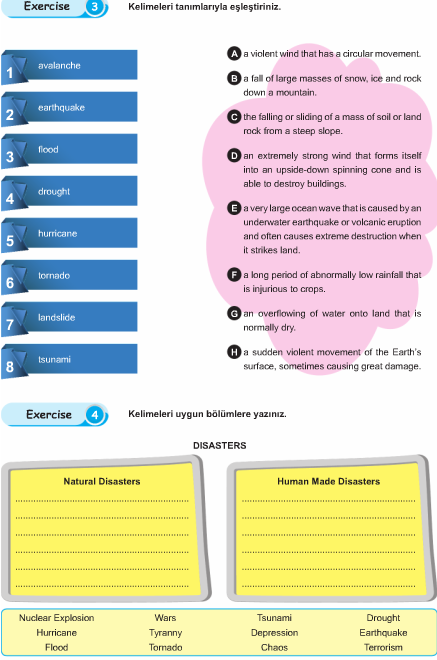 Exercise 3 Kelimeleri tanımlarıyla eşleştiriniz.
1 avalanche
2 earthquake
3 flood
4 drought
5 hurricane
6 tornado
7 landslide
8 tsunami
A a violent wind that has a circular movement.
B a fall of large masses of snow, ice and rock
down a mountain.
C the falling or sliding of a mass of soil or land
rock from a steep slope.
D an extremely strong wind that forms itself
into an upside-down spinning cone and is
able to destroy buildings.
E a very large ocean wave that is caused by an
underwater earthquake or volcanic eruption
and often causes extreme destruction when
it strikes land.
F a long period of abnormally low rainfall that
is injurious to crops.
G an overflowing of water onto land that is
normally dry.
H a sudden violent movement of the Earth's
surface, sometimes causing great damage.
Exercise 4 Kelimeleri uygun bölümlere yazınız.
DISASTERS
Natural Disasters
Human Made Disasters
Nuclear Explosion Wars Tsunami Drought
Hurricane Tyranny Depression Earthquake
Flood Tornado Chaos Terrorism